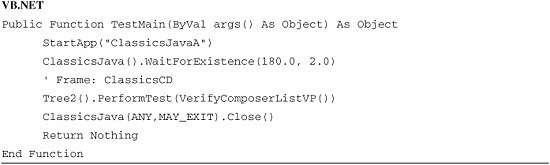 VB.NET
Public Function TestMain(ByVal args() As Object) As Object
StartApp("ClassicsJavaA")
ClassicsJava().WaitForExistence(180.0, 2.0)
' Frame: ClassicsCD
Tree2().PerformTest(VerifyComposerListVP())
ClassicsJava(ANY,MAY_EXIT).Close()
Return Nothing
End Function